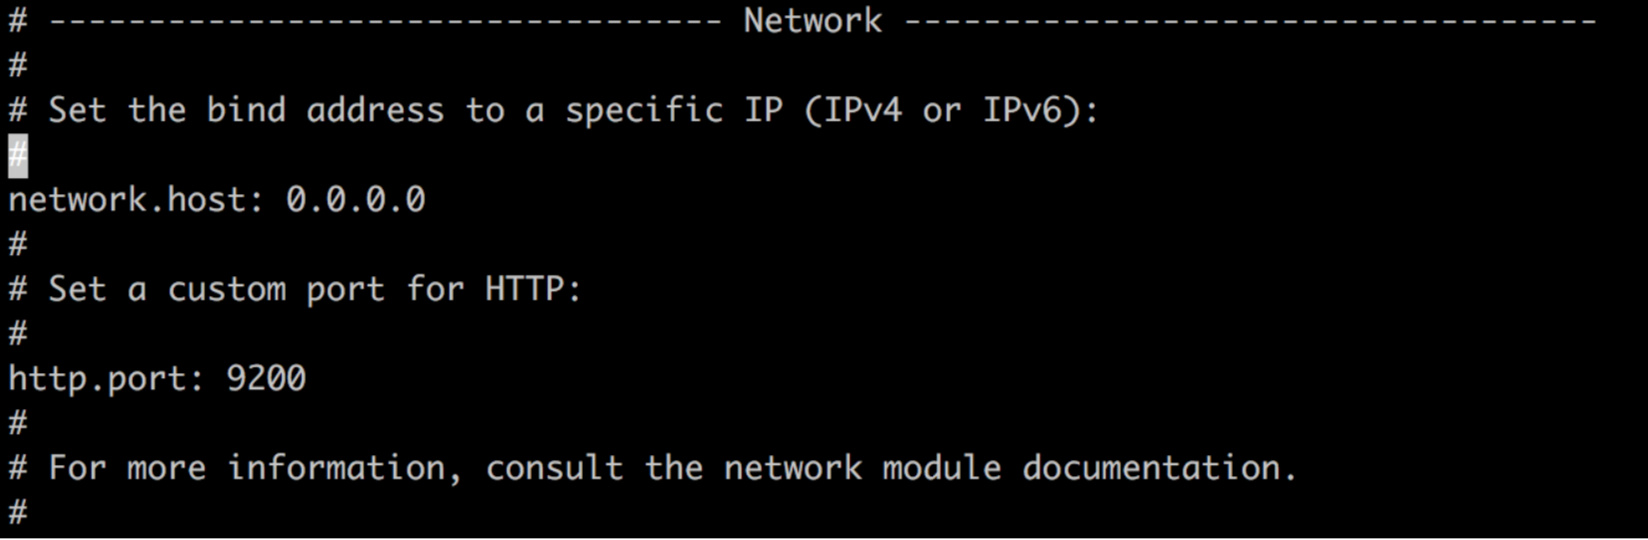 # ---------------------------------- Network -----------------------------------
#
# Set the bind address to a specific IP (IPv4 or IPv6):
#
network.host: 0.0.0.0
#
# Set a custom port for HTTP:
#
http.port: 9200
#
# For more information, consult the network module documentation.
#